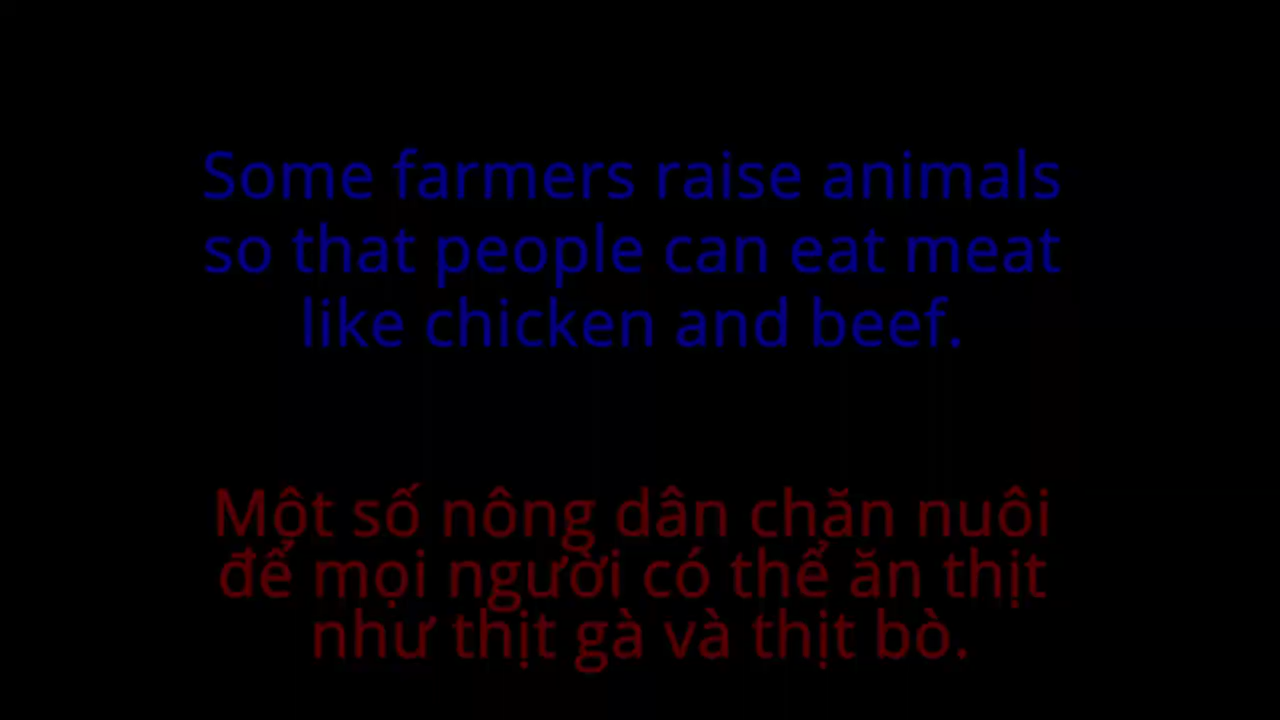 Some farmers raise animals
so that people can eat meat
like chicken and beef.
Một số nông dân chăn nuôi
để mọi người có thể ăn thịt
như thịt gà và thịt bò.